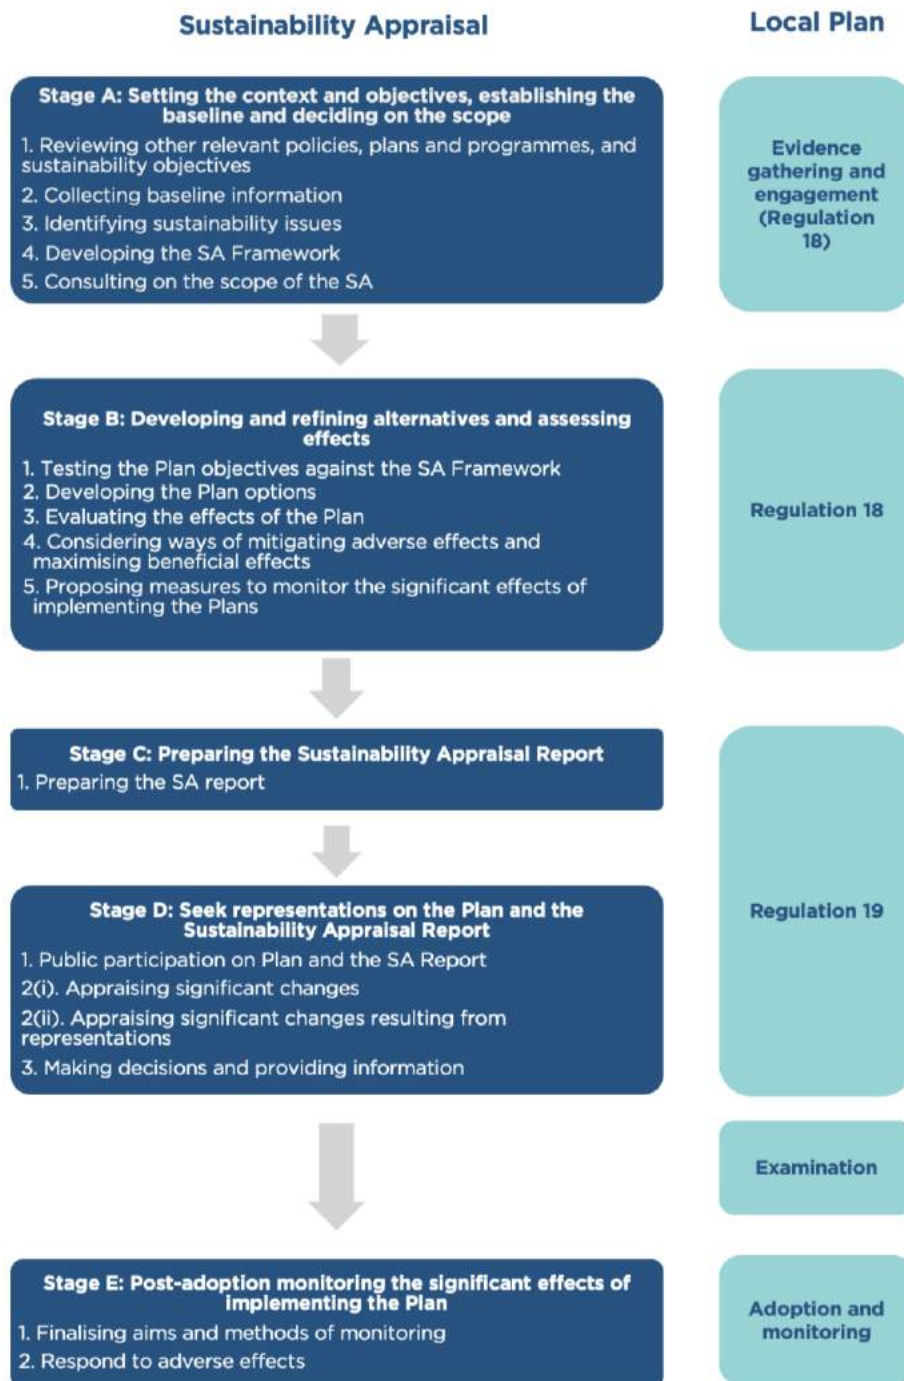 Sustainability Appraisal
Local Plan
Stage A: Setting the context and objectives, establishing the
baseline and deciding on the scope
1. Reviewing other relevant policies, plans and programmes, and
sustainability objectives
2. Collecting baseline information
3. Identifying sustainability issues
4. Developing the SA Framework
5. Consulting on the scope of the SA
Evidence
gathering and
engagement
(Regulation
18)
Stage B: Developing and refining alternatives and assessing
effects
1. Testing the Plan objectives against the SA Framework
2. Developing the Plan options
3. Evaluating the effects of the Plan
4. Considering ways of mitigating adverse effects and
maximising beneficial effects
5. Proposing measures to monitor the significant effects of
implementing the Plans
Regulation 18
Stage C: Preparing the Sustainability Appraisal Report
1. Preparing the SA report
Stage D: Seek representations on the Plan and the
Sustainability Appraisal Report
1. Public participation on Plan and the SA Report
2(i). Appraising significant changes
2(ii). Appraising significant changes resulting from
representations
3. Making decisions and providing information
Regulation 19
Examination
Stage E: Post-adoption monitoring the significant effects of
implementing the Plan
1. Finalising aims and methods of monitoring
2. Respond to adverse effects
Adoption and
monitoring